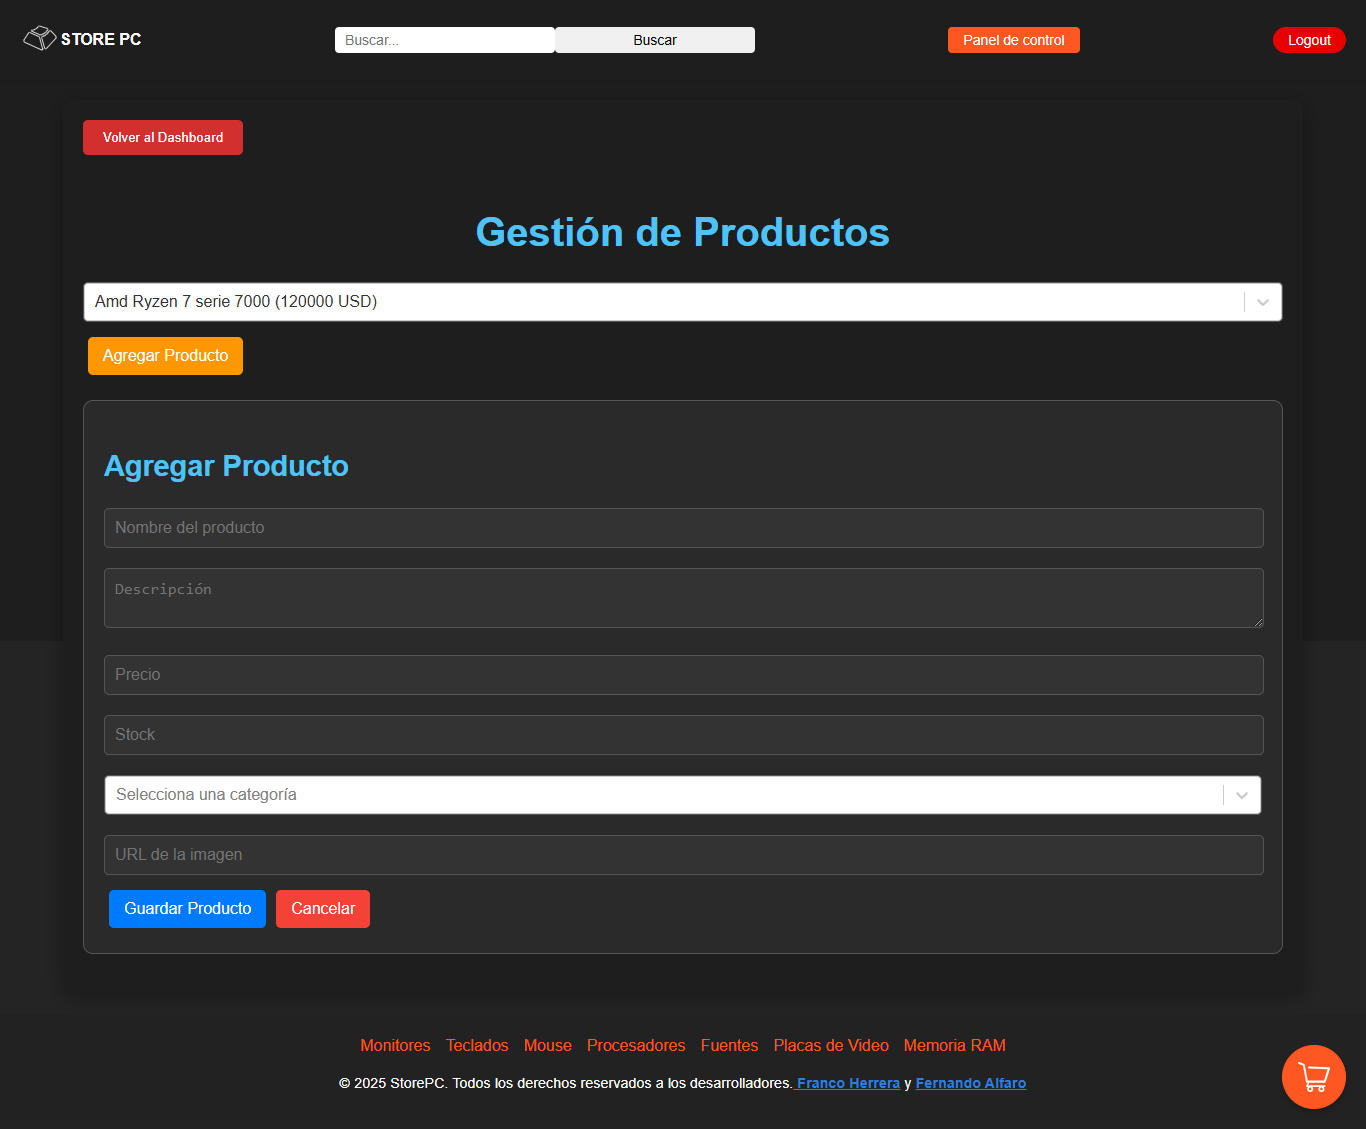 STORE PC
Buscar...
Buscar
Panel de control
Logout
Volver al Dashboard
Gestión de Productos
Amd Ryzen 7 serie 7000 (120000 USD)
Agregar Producto
Agregar Producto
Nombre del producto
Descripción
Precio
Stock
Selecciona una categoría
URL de la imagen
Guardar Producto
Cancelar
Monitores Teclados Mouse Procesadores Fuentes Placas de Video Memoria RAM
© 2025 StorePC. Todos los derechos reservados a los desarrolladores. Franco Herrera y Fernando Alfaro